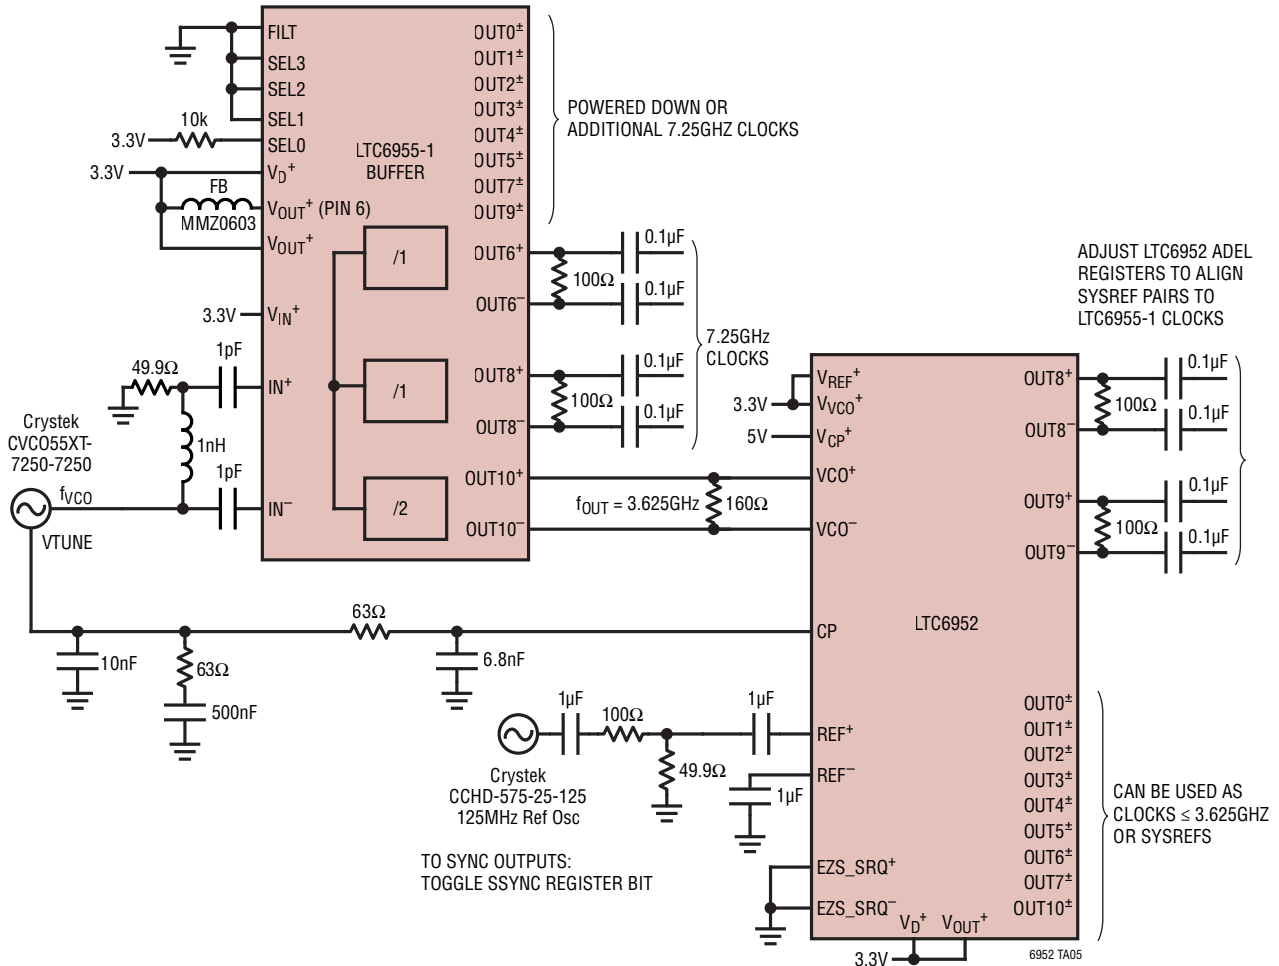 FILT
SEL3
SEL2
SEL1
10k
3.3V
SEL0
3.3V
VD+
FB
VOUT+ (PIN 6)
MMZ0603
VOUT+
3.3V
VIN+
1pF
49.9Ω
IN+
Crystek
CVCO55XT-
7250-7250
1nH
1pF
fVCO
IN−
VTUNE
LTC6955-1
BUFFER
/1
/1
/2
OUT0±
OUT1±
OUT2±
OUT3±
OUT4±
OUT5±
OUT7±
OUT9±
POWERED DOWN OR
ADDITIONAL 7.25GHZ CLOCKS
OUT6+
0.1µF
100Ω
OUT6−
0.1µF
7.25GHz
CLOCKS
OUT8+
0.1µF
100Ω
OUT8−
0.1µF
OUT10+
fOUT = 3.625GHz
160Ω
OUT10−
ADJUST LTC6952 ADEL
REGISTERS TO ALIGN
SYSREF PAIRS TO
LTC6955-1 CLOCKS
VREF+
3.3V
VVCO+
5V
VCP+
VCO+
VCO−
OUT8+
0.1µF
100Ω
OUT8−
0.1µF
OUT9+
0.1µF
100Ω
OUT9−
0.1µF
63Ω
CP
LTC6952
10nF
63Ω
500nF
6.8nF
1µF
100Ω
1µF
REF+
49.9Ω
REF−
1µF
Crystek
CCHD-575-25-125
125MHz Ref Osc
TO SYNC OUTPUTS:
TOGGLE SSYNC REGISTER BIT
EZS_SRQ+
EZS_SRQ−
OUT0±
OUT1±
OUT2±
OUT3±
OUT4±
OUT5±
OUT6±
OUT7±
OUT10±
CAN BE USED AS
CLOCKS ≤ 3.625GHZ
OR SYSREFS
VD+
VOUT+
3.3V
6952 TA05